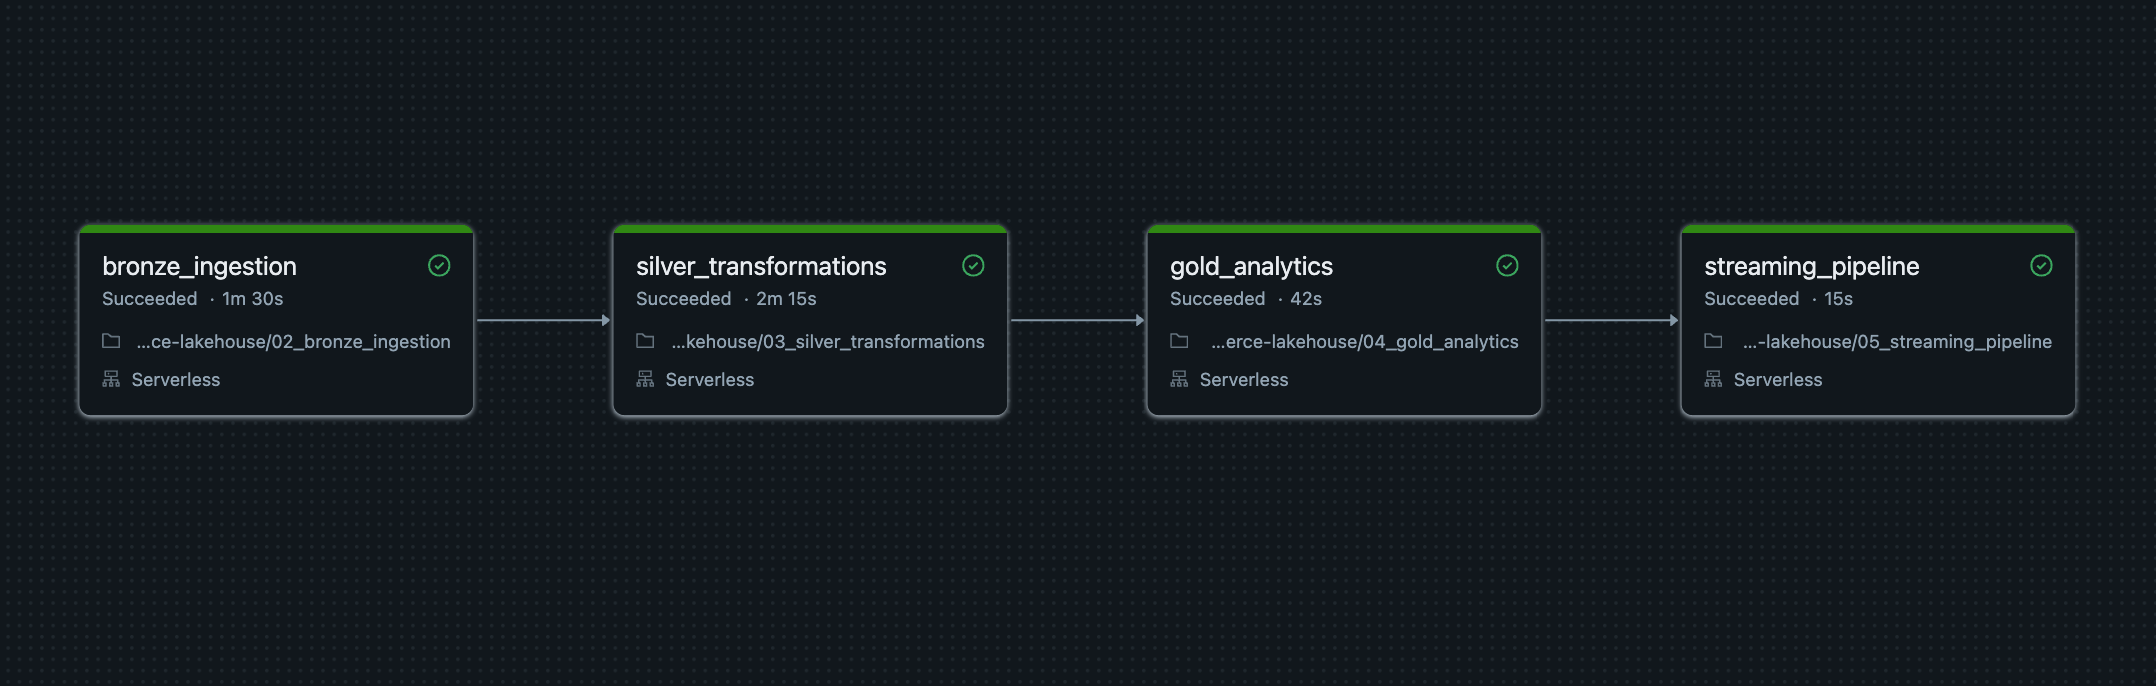 bronze_ingestion
Succeeded · 1m 30s
...ce-lakehouse/02_bronze_ingestion
Serverless
silver_transformations
Succeeded · 2m 15s
...kehouse/03_silver_transformations
Serverless
gold_analytics
Succeeded · 42s
...erce-lakehouse/04_gold_analytics
Serverless
streaming_pipeline
Succeeded · 15s
...-lakehouse/05_streaming_pipeline
Serverless